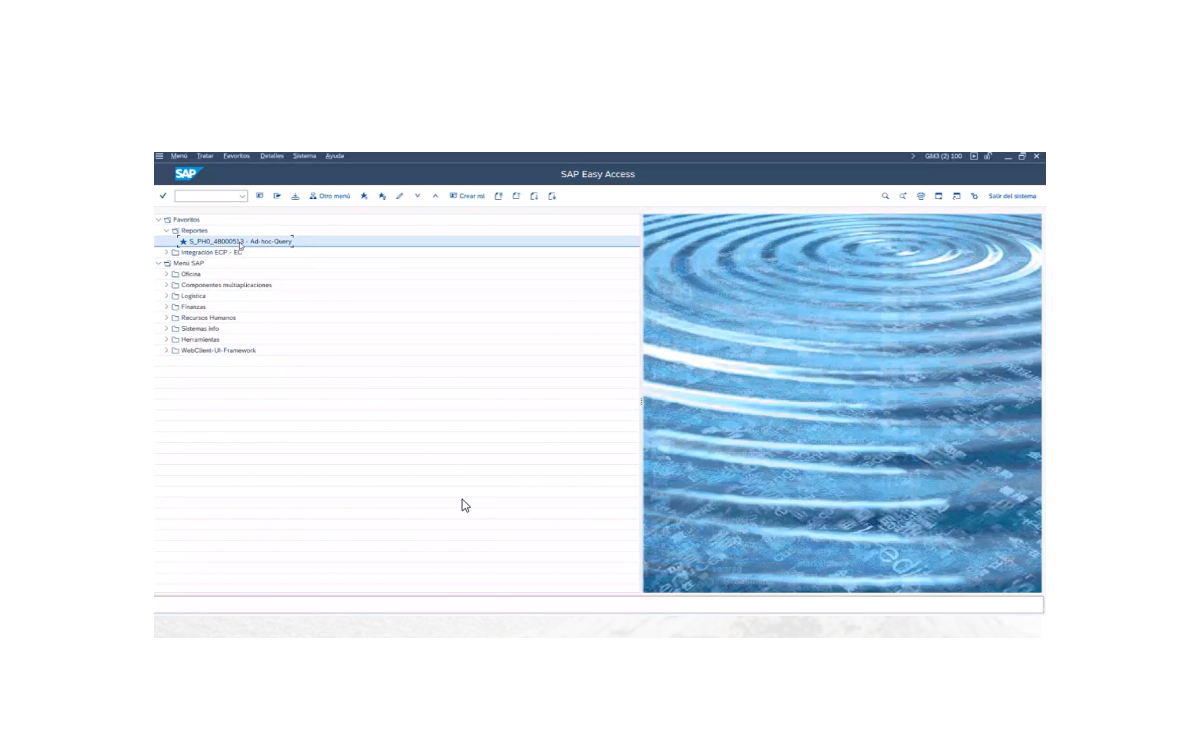 Menú Tratar Favoritos Detalles Sistema Ayuda GM3 (2) 100
SAP SAP Easy Access
Otro menú Crear rol Salir del sistema
Favoritos
Reportes
S_PH0_48000513 - Ad-hoc-Query
Integración ECP - EC
Menú SAP
Oficina
Componentes multiaplicaciones
Logística
Finanzas
Recursos Humanos
Sistemas info
Herramientas
WebClient-UI-Framework